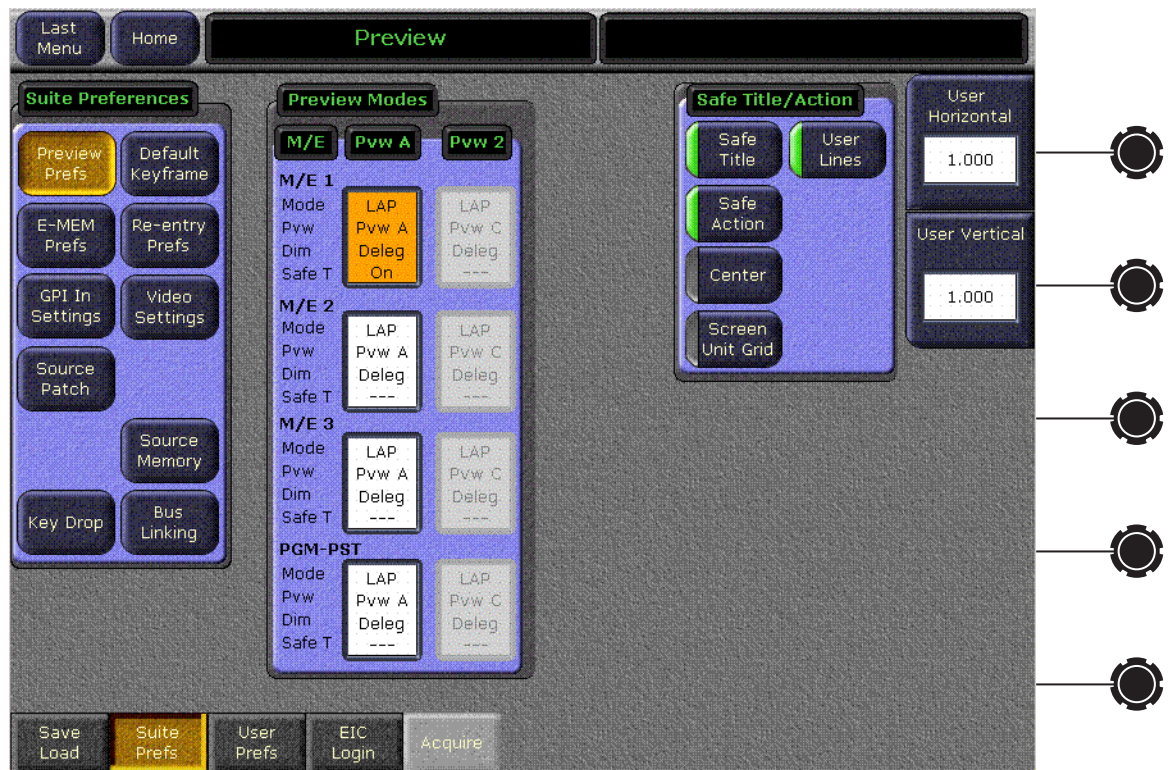 Last
Menu
Home
Preview
Suite Preferences
Preview
Prefs
Default
Keyframe
E-MEM
Prefs
Re-entry
Prefs
GPI In
Settings
Video
Settings
Source
Patch
Source
Memory
Key Drop
Bus
Linking
Preview Modes
M/E
Pvw A
Pvw 2
M/E 1
Mode LAP LAP
Pvw Pvw A Pvw C
Dim Deleg Deleg
Safe T On ---
M/E 2
Mode LAP LAP
Pvw Pvw A Pvw C
Dim Deleg Deleg
Safe T --- ---
M/E 3
Mode LAP LAP
Pvw Pvw A Pvw C
Dim Deleg Deleg
Safe T --- ---
PGM-PST
Mode LAP LAP
Pvw Pvw A Pvw C
Dim Deleg Deleg
Safe T --- ---
Safe Title/Action
Safe
Title
User
Lines
Safe
Action
Center
Screen
Unit Grid
User
Horizontal
1.000
User Vertical
1.000
Save
Load
Suite
Prefs
User
Prefs
EIC
Login
Acquire